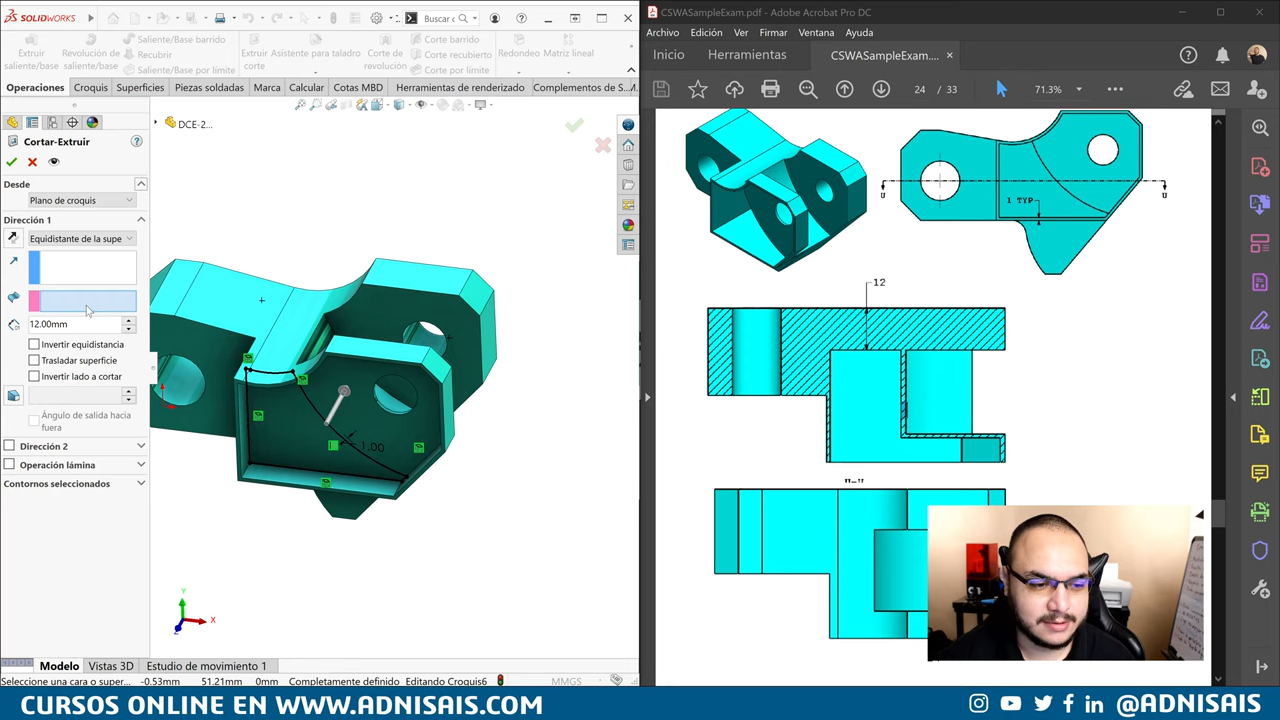 SOLIDWORKS
Buscar c
Extruir
saliente/base
Revolución de
saliente/base
Saliente/Base barrido
Recubrir
Saliente/Base por límite
Extruir
corte
Asistente para taladro
Corte de
revolución
Corte barrido
Corte recubierto
Corte por límite
Redondeo
Matriz lineal
Operaciones
Croquis
Superficies
Piezas soldadas
Marca
Calcular
Cotas MBD
Herramientas de renderizado
Complementos de S...
DCE-2...
Cortar-Extruir
Desde
Plano de croquis
Dirección 1
Equidistante de la supe
12.00mm
Invertir equidistancia
Trasladar superficie
Invertir lado a cortar
Ángulo de salida hacia
fuera
Dirección 2
Operación lámina
Contornos seleccionados
1.00
Y
X
Z
Modelo
Vistas 3D
Estudio de movimiento 1
Seleccione una cara o super...
-0.53mm
51.21mm
0mm
Completamente definido
Editando Croquis6
MMGS
CSWASampleExam.pdf - Adobe Acrobat Pro DC
Archivo
Edición
Ver
Firmar
Ventana
Ayuda
Inicio
Herramientas
CSWASampleExam....
24 / 33
71.3%
1 TYP
12
CURSOS ONLINE EN WWW.ADNISAIS.COM
@ADNISAIS